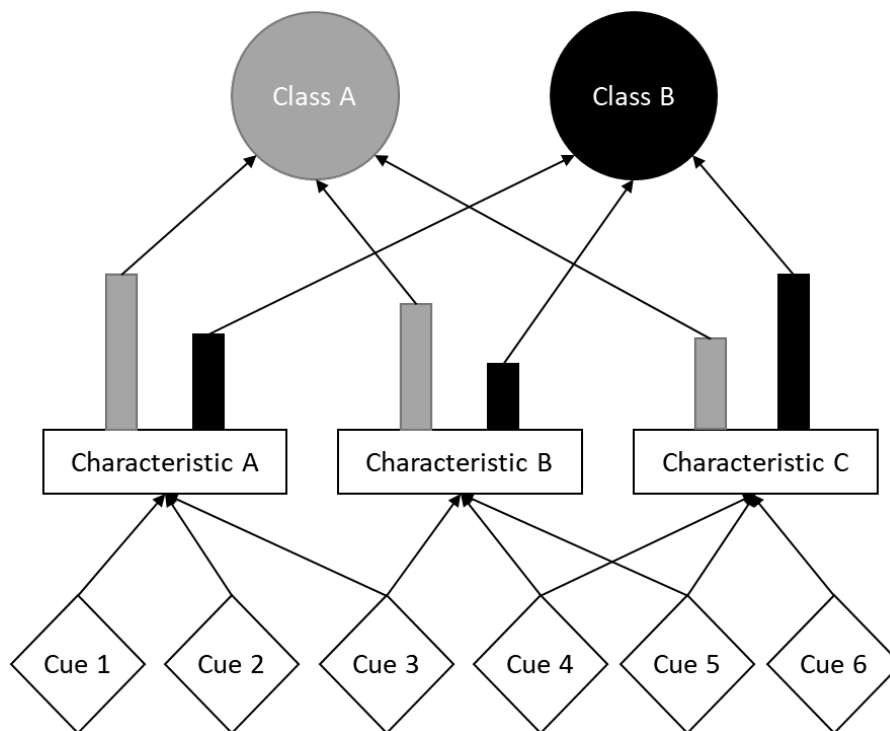 Class A
Class B
Characteristic A
Characteristic B
Characteristic C
Cue 1
Cue 2
Cue 3
Cue 4
Cue 5
Cue 6